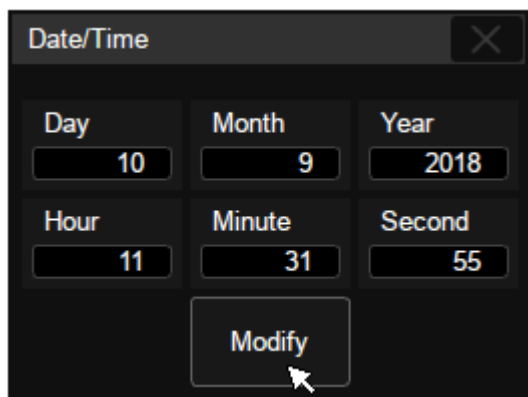 Date/Time
Day Month Year
10 9 2018
Hour Minute Second
11 31 55
Modify